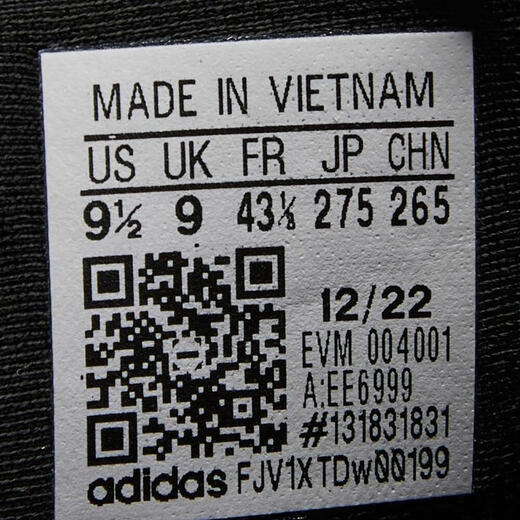 MADE IN VIETNAM
US UK FR JP CHN
9½ 9 43⅓ 275 265
12/22
EVM 004001
A:EE6999
#131831831
adidas FJV1XTDw00199